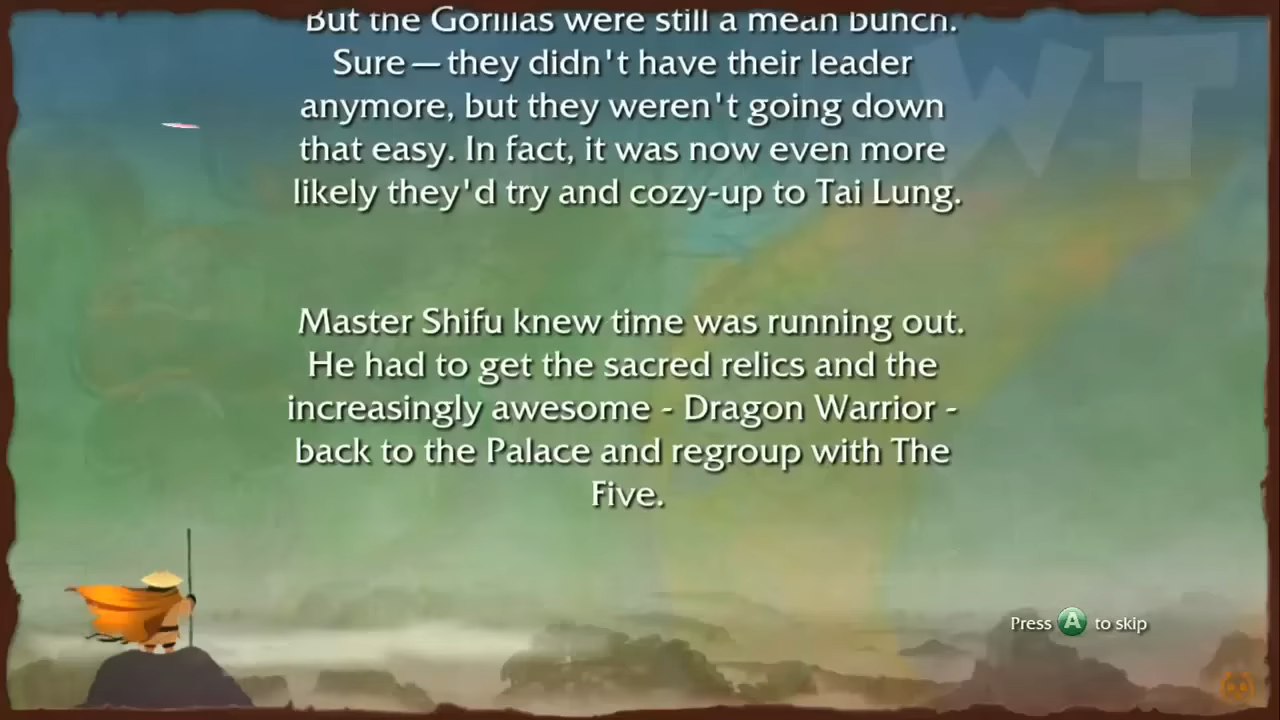 But the Gorillas were still a mean bunch.
Sure — they didn't have their leader
anymore, but they weren't going down
that easy. In fact, it was now even more
likely they'd try and cozy-up to Tai Lung.
Master Shifu knew time was running out.
He had to get the sacred relics and the
increasingly awesome - Dragon Warrior -
back to the Palace and regroup with The
Five.
Press A to skip
WT